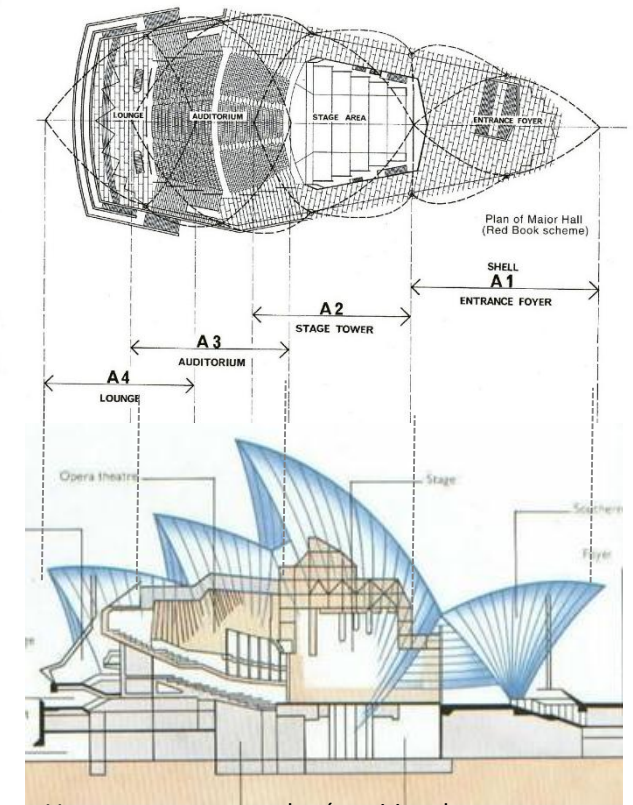 LOUNGE
AUDITORIUM
STAGE AREA
ENTRANCE FOYER
Plan of Major Hall
(Red Book scheme)
SHELL
A1
ENTRANCE FOYER
A2
STAGE TOWER
A3
AUDITORIUM
A4
LOUNGE
Opera theatre
Stage
Foyer